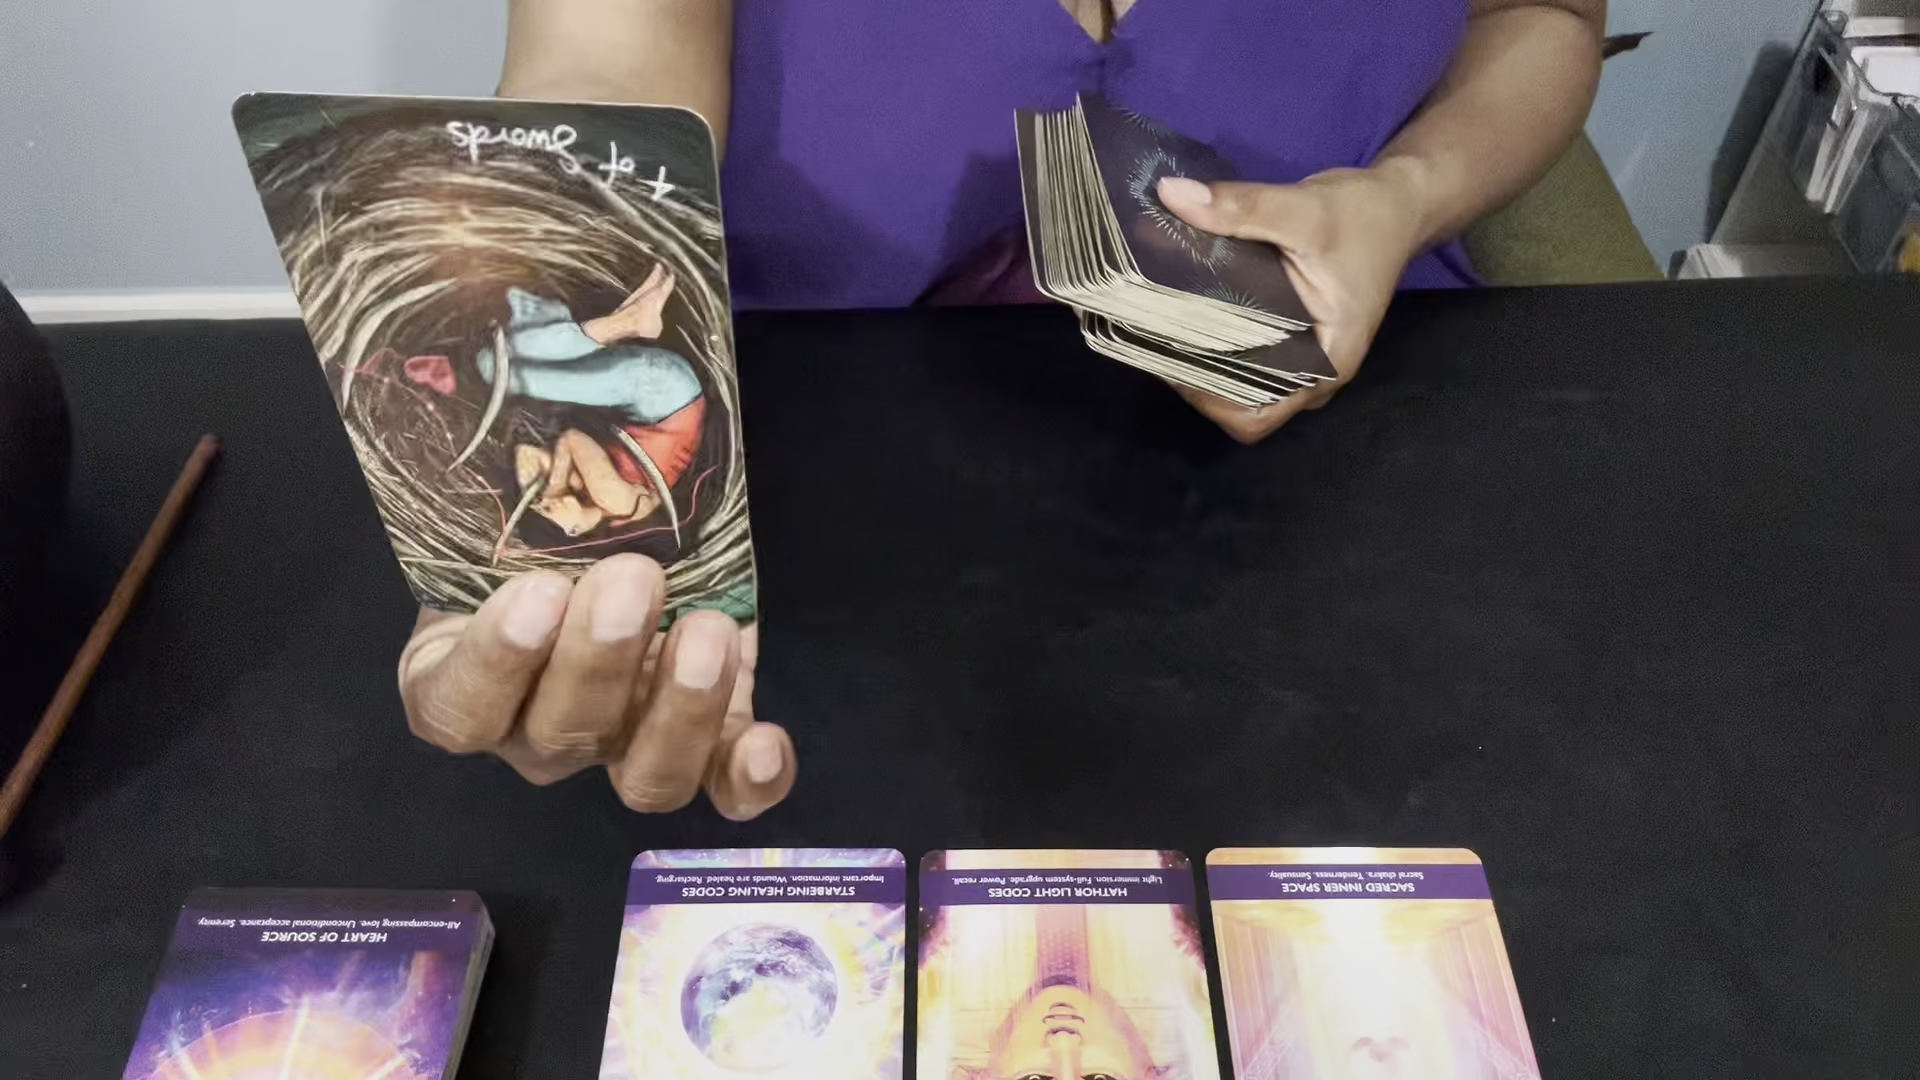 4 of Swords
HEART OF SOURCE
All-encompassing love. Unconditional acceptance. Serenity.
STARBEING HEALING CODES
Important information. Wounds are healed. Recharging.
HATHOR LIGHT CODES
Light immersion. Full-system upgrade. Power recall.
SACRED INNER SPACE
Sacral chakra. Tenderness. Sensuality.